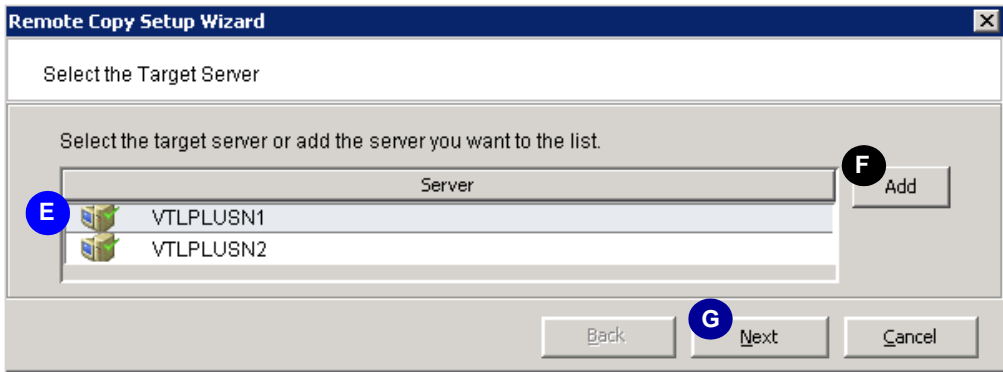 Remote Copy Setup Wizard
Select the Target Server
Select the target server or add the server you want to the list.
F
Server
Add
E
VTLPLUSN1
VTLPLUSN2
G
Back
Next
Cancel